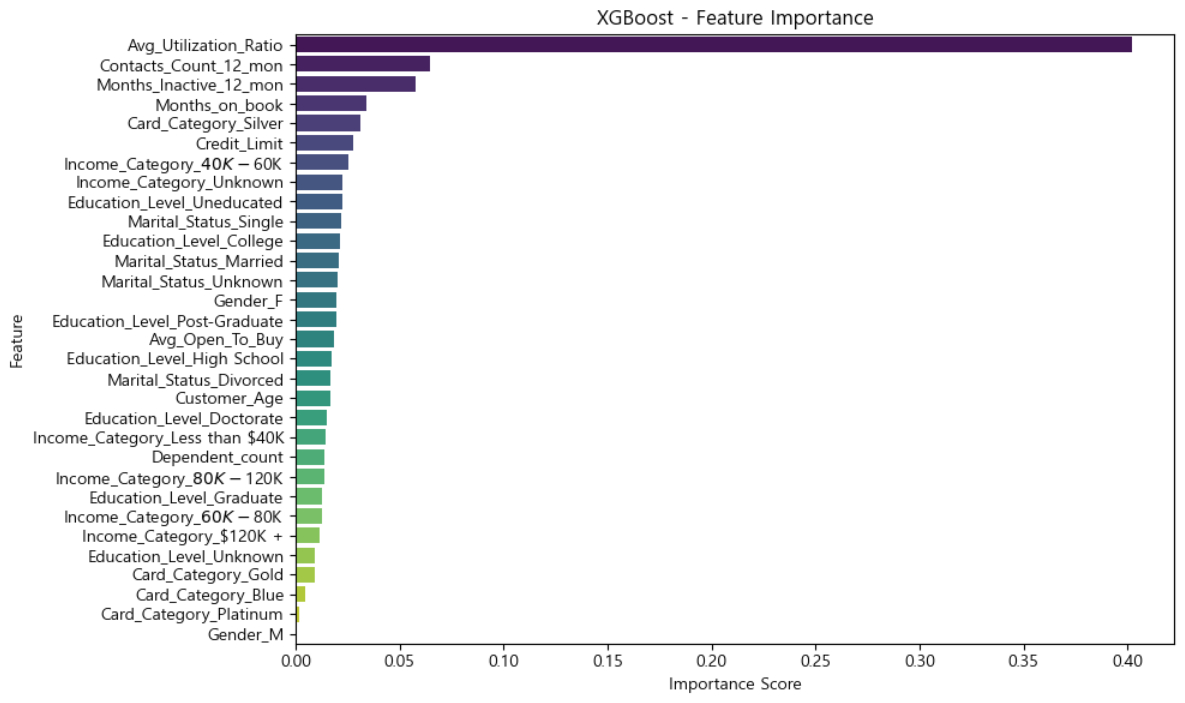 XGBoost - Feature Importance
Avg_Utilization_Ratio
Contacts_Count_12_mon
Months_Inactive_12_mon
Months_on_book
Card_Category_Silver
Credit_Limit
Income_Category_40K − 60K
Income_Category_Unknown
Education_Level_Uneducated
Marital_Status_Single
Education_Level_College
Marital_Status_Married
Marital_Status_Unknown
Gender_F
Education_Level_Post-Graduate
Avg_Open_To_Buy
Education_Level_High School
Marital_Status_Divorced
Customer_Age
Education_Level_Doctorate
Income_Category_Less than $40K
Dependent_count
Income_Category_80K − 120K
Education_Level_Graduate
Income_Category_60K − 80K
Income_Category_$120K +
Education_Level_Unknown
Card_Category_Gold
Card_Category_Blue
Card_Category_Platinum
Gender_M
Feature
0.00 0.05 0.10 0.15 0.20 0.25 0.30 0.35 0.40
Importance Score